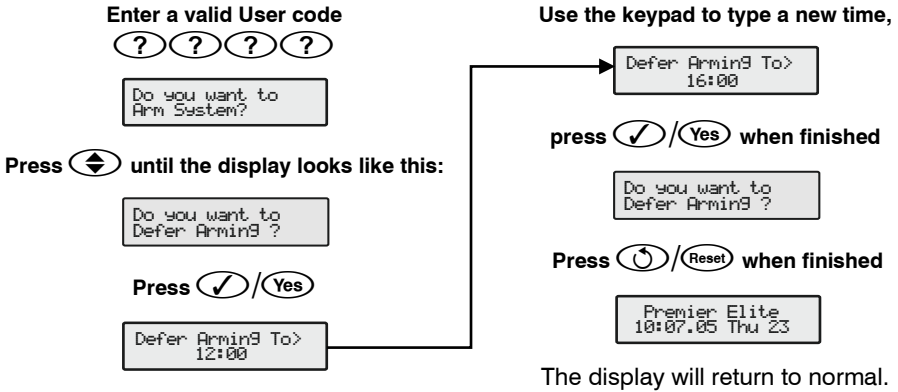 Enter a valid User code
? ? ? ?
Do you want to
Arm System?
Press until the display looks like this:
Do you want to
Defer Arming ?
Press ✓/Yes
Defer Arming To>
12:00
Use the keypad to type a new time,
Defer Arming To>
16:00
press ✓/Yes when finished
Do you want to
Defer Arming ?
Press /Reset when finished
Premier Elite
10:07.05 Thu 23
The display will return to normal.